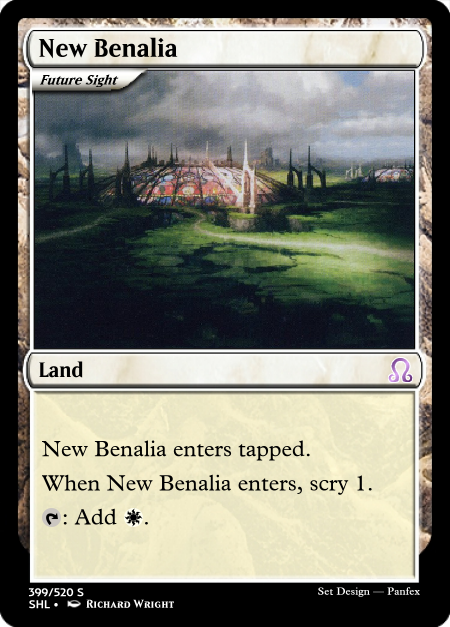 New Benalia
Future Sight
Land
New Benalia enters tapped.
When New Benalia enters, scry 1.
: Add .
399/520 S
SHL • Richard Wright
Set Design — Panfex